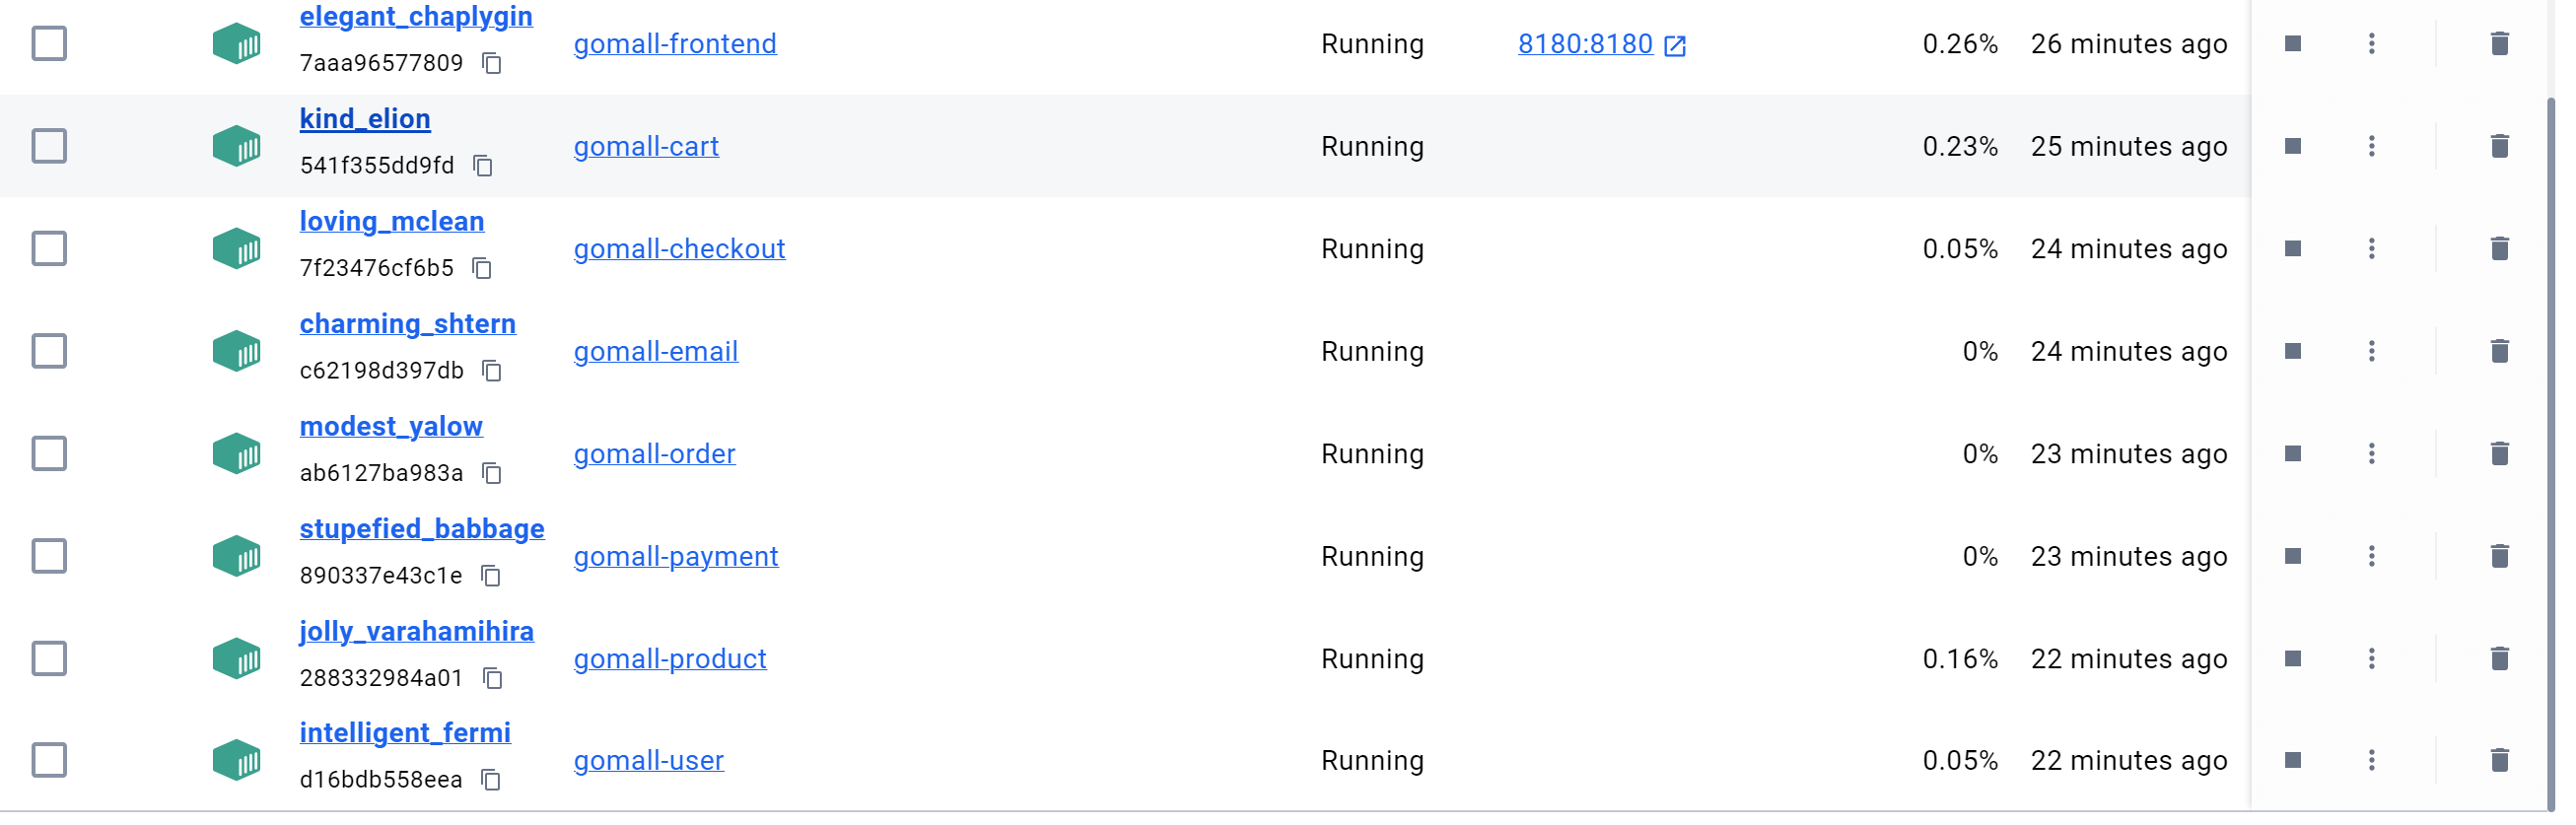 elegant_chaplygin
7aaa96577809
gomall-frontend Running 8180:8180 0.26% 26 minutes ago
kind_elion
541f355dd9fd
gomall-cart Running 0.23% 25 minutes ago
loving_mclean
7f23476cf6b5
gomall-checkout Running 0.05% 24 minutes ago
charming_shtern
c62198d397db
gomall-email Running 0% 24 minutes ago
modest_yalow
ab6127ba983a
gomall-order Running 0% 23 minutes ago
stupefied_babbage
890337e43c1e
gomall-payment Running 0% 23 minutes ago
jolly_varahamihira
288332984a01
gomall-product Running 0.16% 22 minutes ago
intelligent_fermi
d16bdb558eea
gomall-user Running 0.05% 22 minutes ago